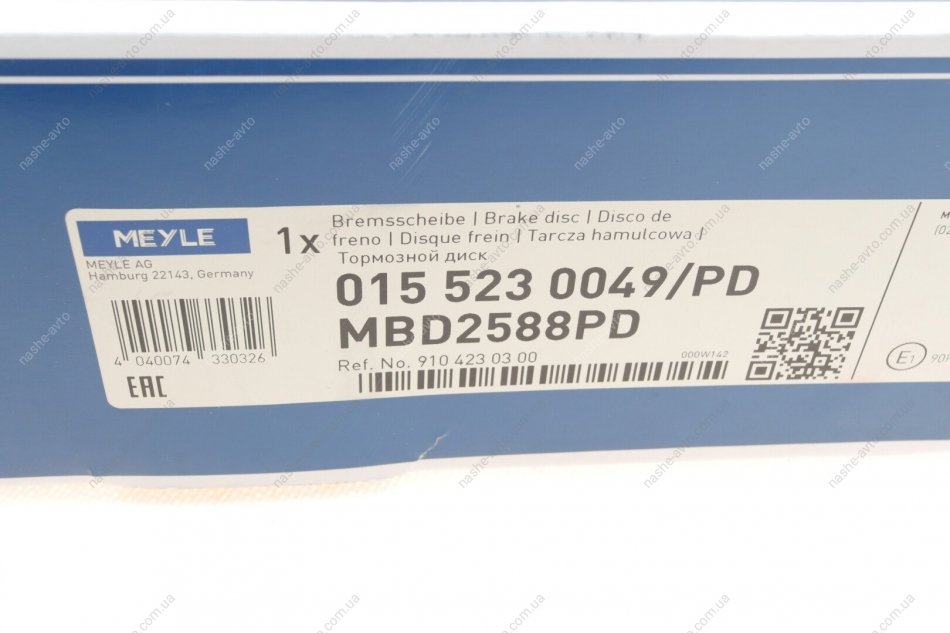 MEYLE
MEYLE AG
Hamburg 22143, Germany
4 040074 330326
EAC
1x
Bremsscheibe | Brake disc | Disco de
freno | Disque frein | Tarcza hamulcowa |
Тормозной диск
015 523 0049/PD
MBD2588PD
Ref. No. 910 423 03 00
000W142
E1
nashe-avto.com.ua
nashe-avto